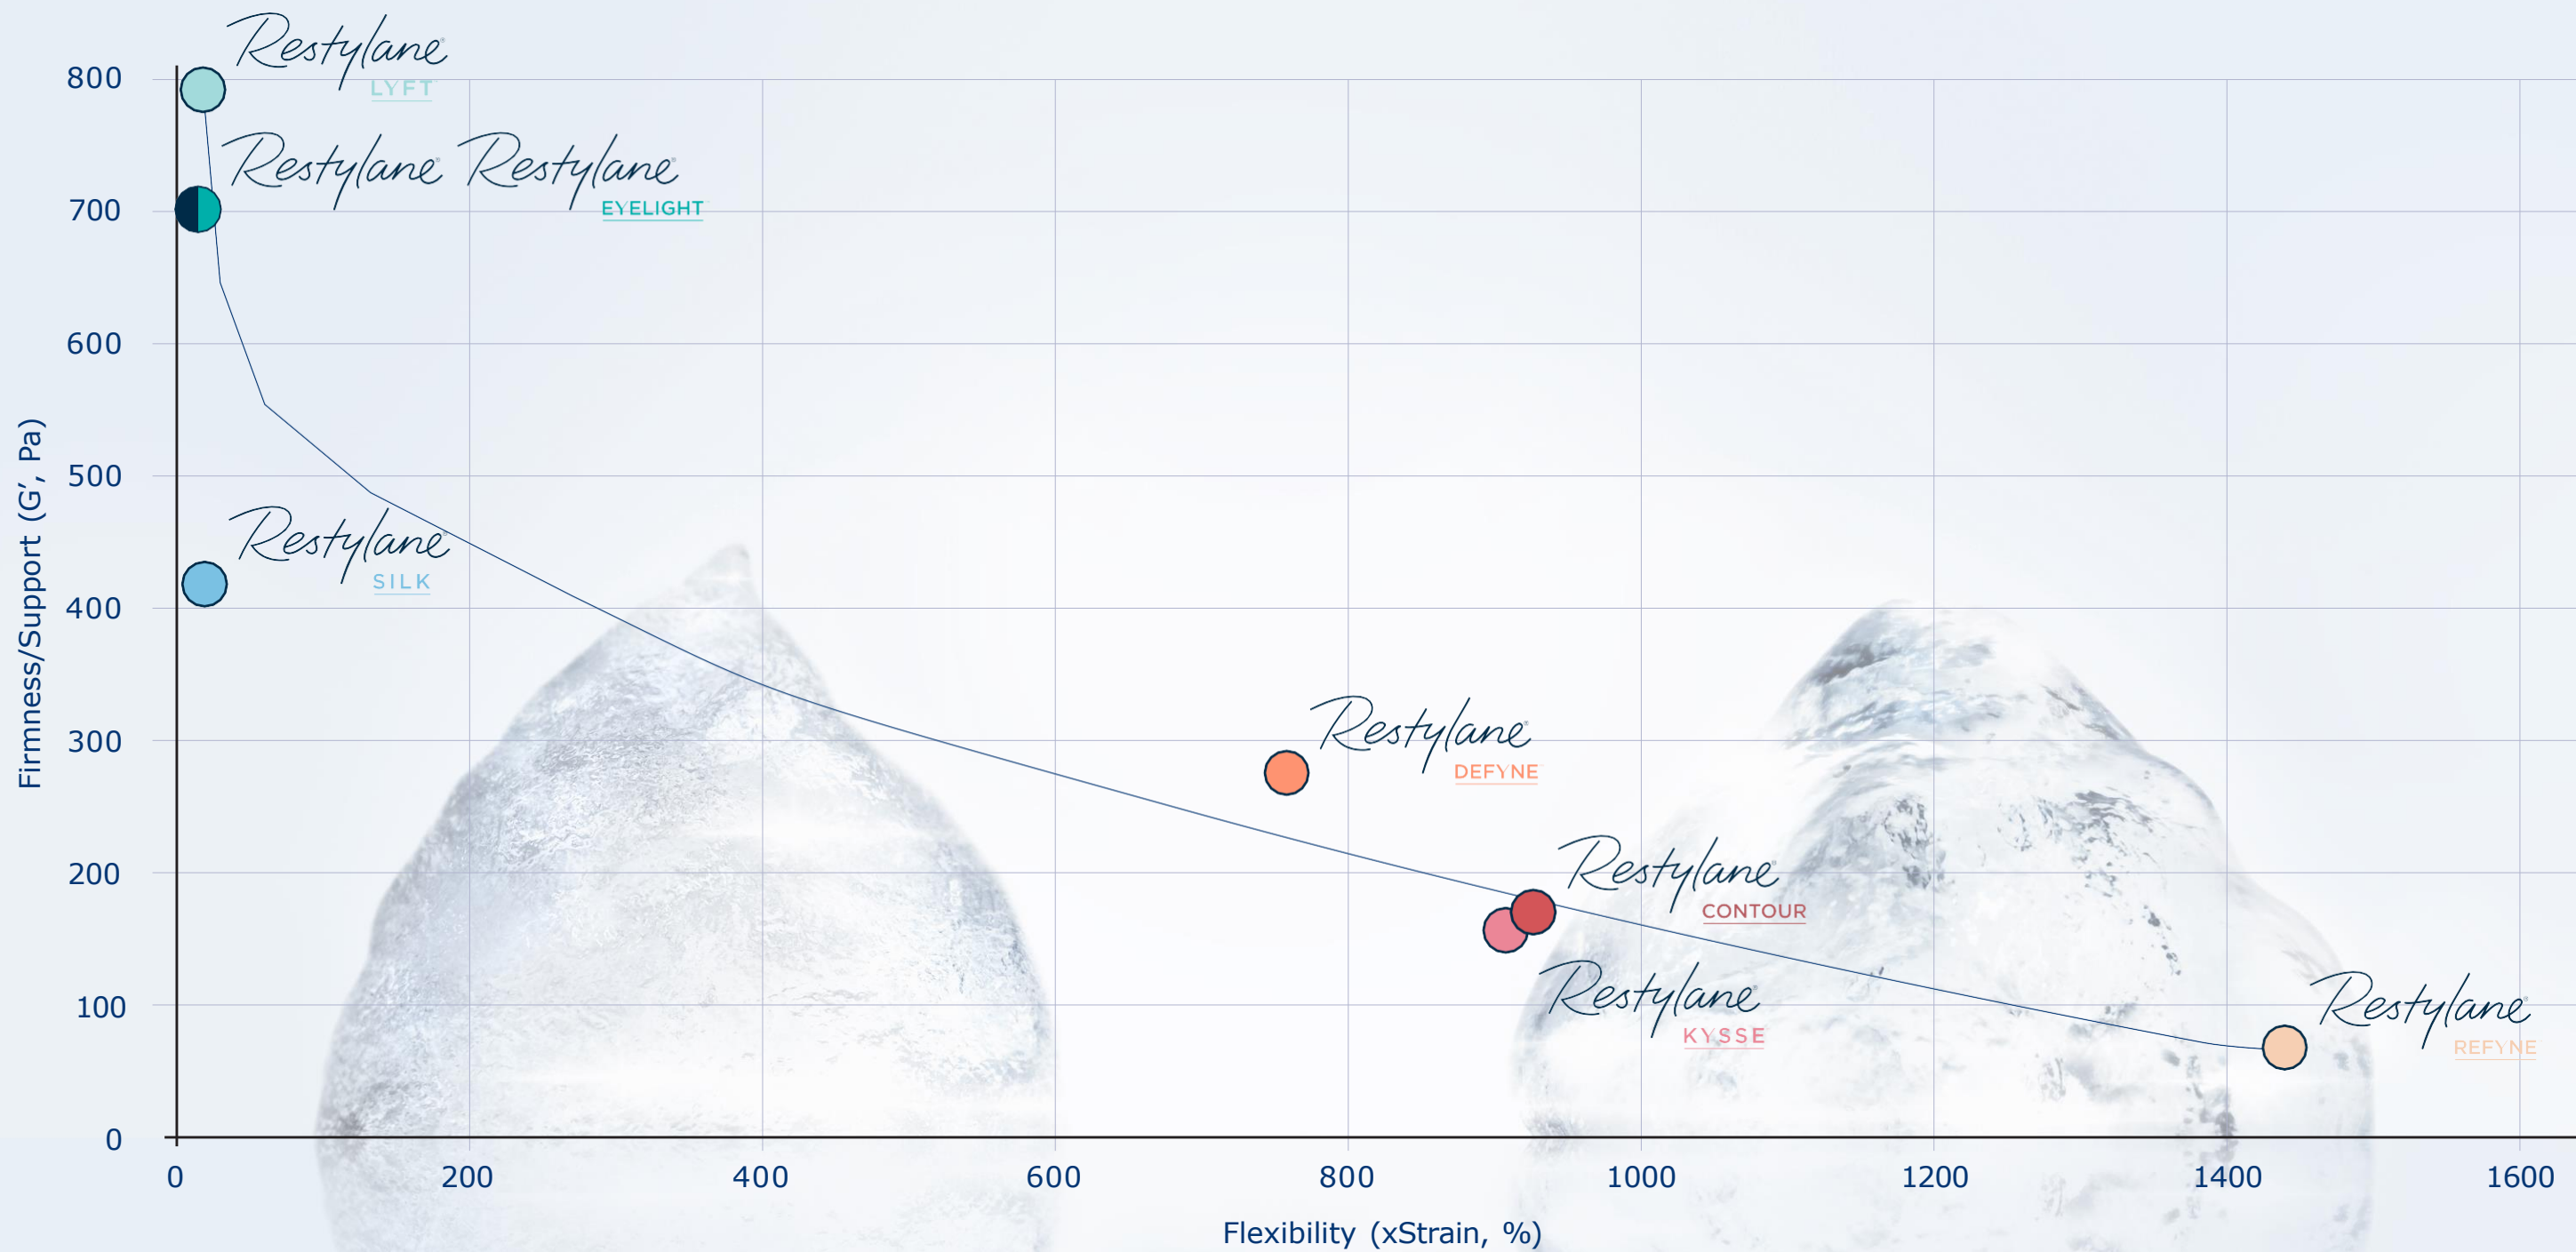 Restylane®
LYFT
800
Restylane® Restylane®
EYELIGHT
700
600
500
Restylane®
SILK
400
Restylane®
DEFYNE
300
Restylane®
CONTOUR
200
Restylane®
KYSSE
100
Restylane®
REFYNE
0
Firmness/Support (G’, Pa)
0 200 400 600 800 1000 1200 1400 1600
Flexibility (xStrain, %)